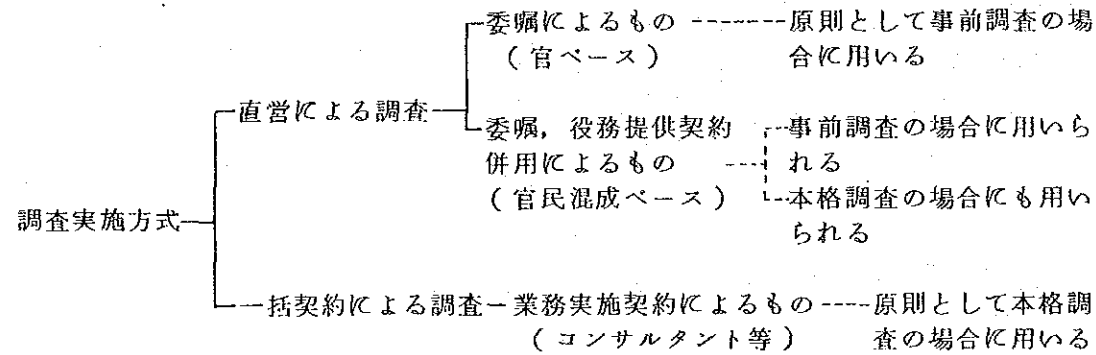 委嘱によるもの
(官ベース)
原則として事前調査の場
合に用いる
直営による調査
委嘱,役務提供契約
併用によるもの
(官民混成ベース)
事前調査の場合に用いら
れる
本格調査の場合にも用い
られる
調査実施方式
一括契約による調査
業務実施契約によるもの
(コンサルタント等)
原則として本格調
査の場合に用いる